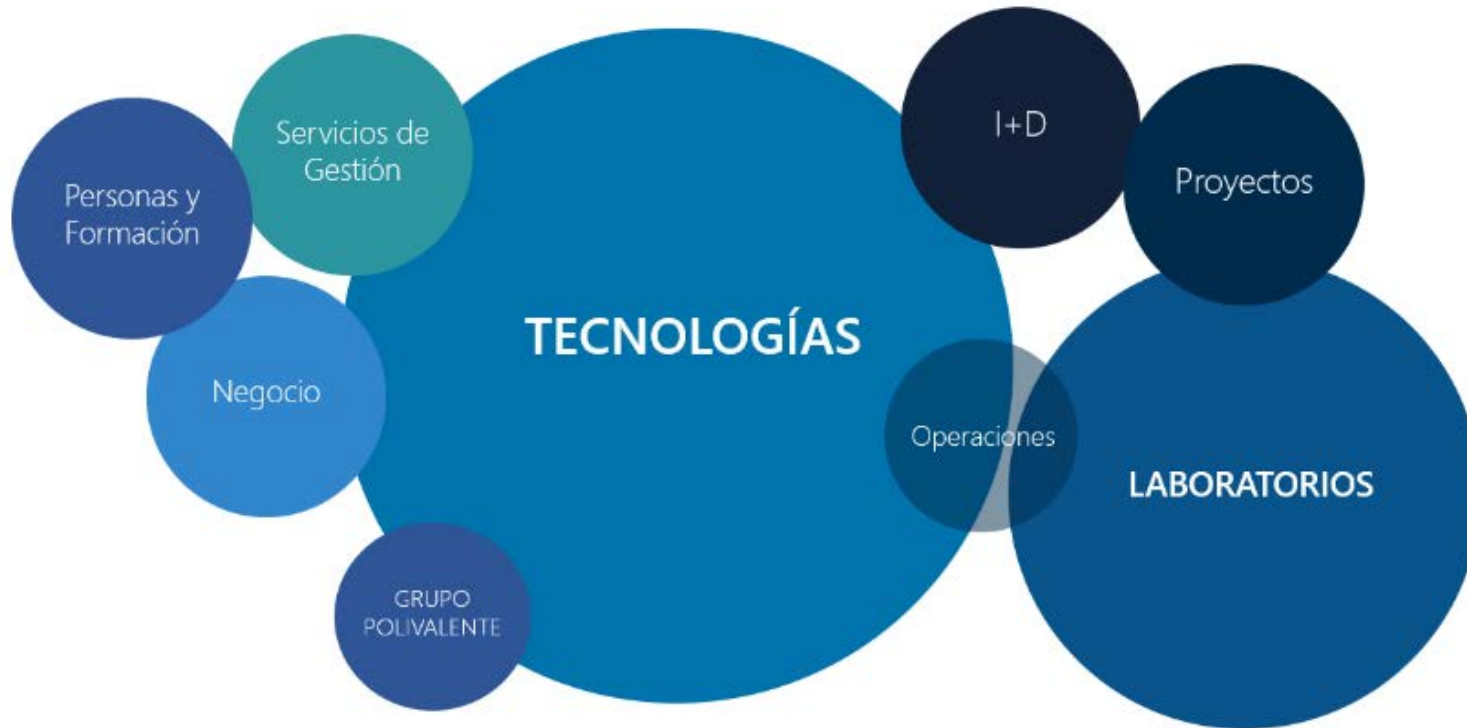 Servicios de
Gestión
Personas y
Formación
Negocio
GRUPO
POLIVALENTE
TECNOLOGÍAS
I+D
Proyectos
Operaciones
LABORATORIOS